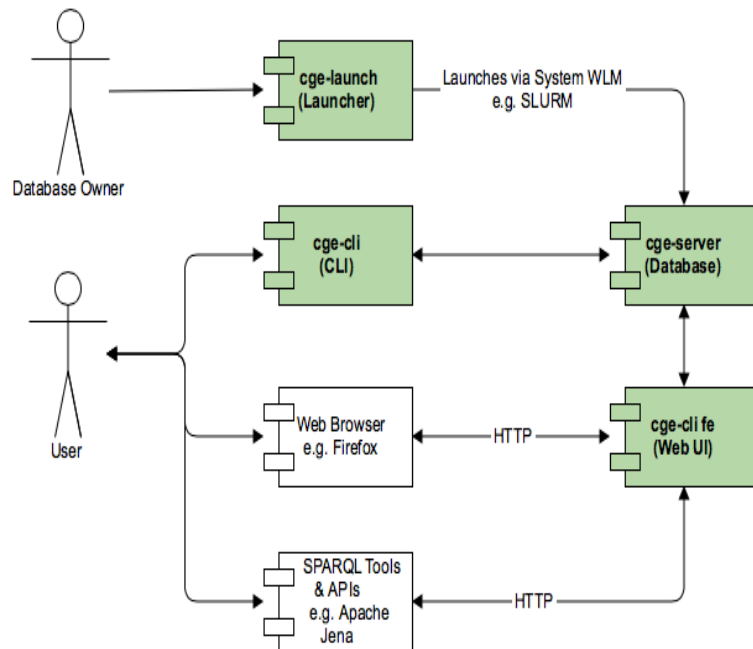 cge-launch
(Launcher)
Launches via System WLM
e.g. SLURM
Database Owner
cge-cli
(CLI)
cge-server
(Database)
User
Web Browser
e.g. Firefox
HTTP
cge-cli fe
(Web UI)
SPARQL Tools
& APIs
e.g. Apache
Jena
HTTP